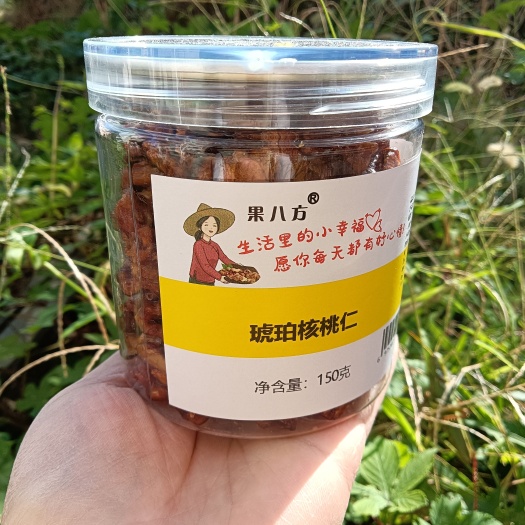 果八方®
生活里的小幸福
愿你每天都有好心情
琥珀核桃仁
净含量：150克